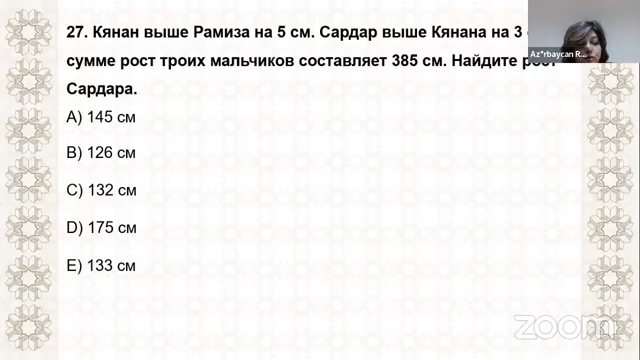 27. Кянан выше Рамиза на 5 см. Сардар выше Кянана на 3
сумме рост троих мальчиков составляет 385 см. Найдите рост
Сардара.
A) 145 см
B) 126 см
C) 132 см
D) 175 см
E) 133 см
Az*rbaycan R...
zoom